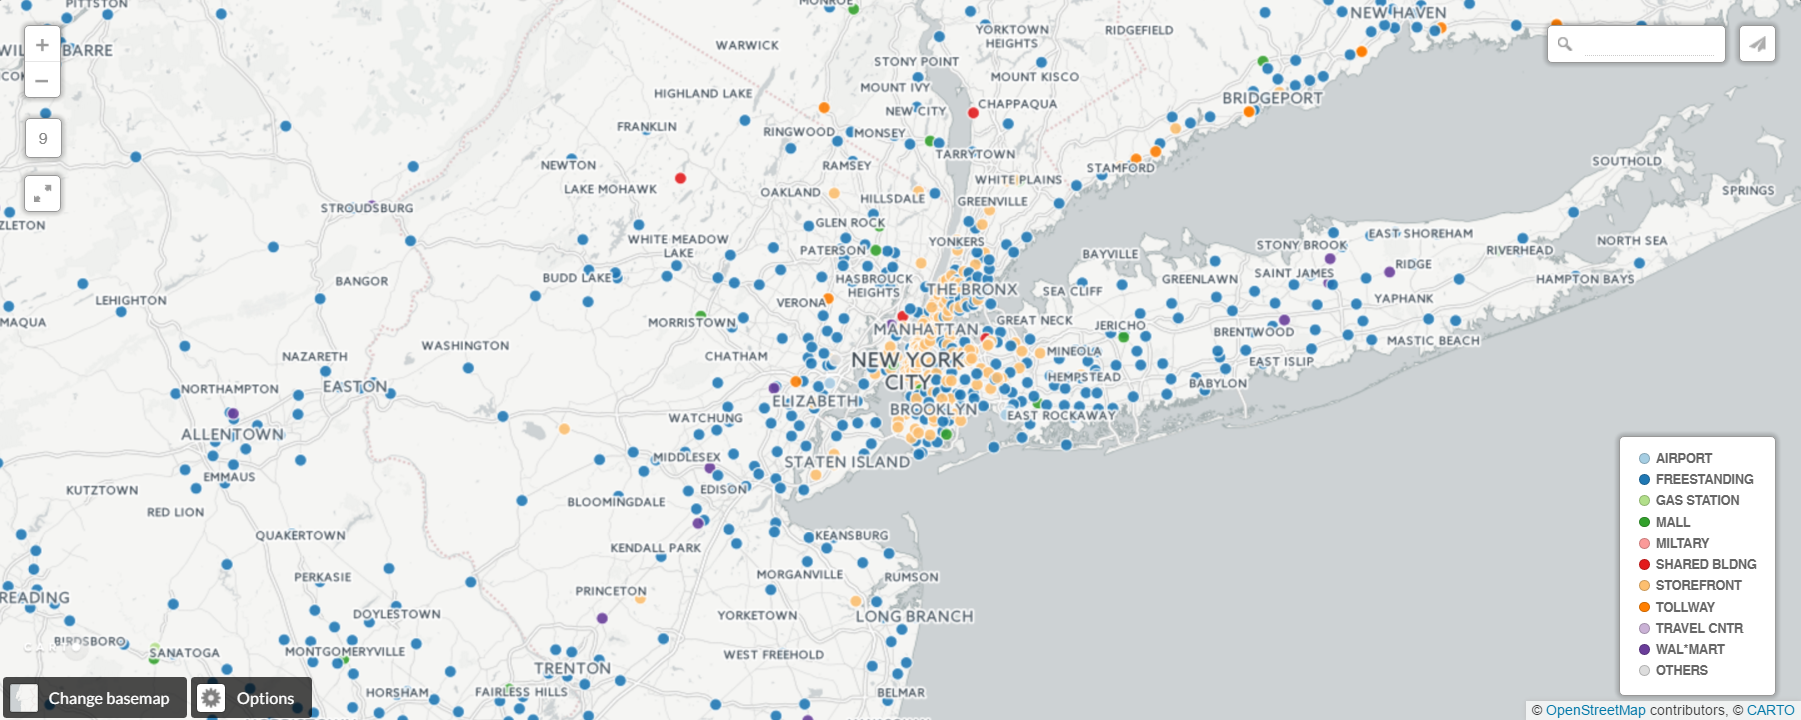 PITTSTON
MONROE
NEW HAVEN
YORKTOWN
HEIGHTS
RIDGEFIELD
+
BARRE
WARWICK
STONY POINT
−
MOUNT IVY
MOUNT KISCO
HIGHLAND LAKE
BRIDGEPORT
NEW CITY
CHAPPAQUA
9
FRANKLIN
RINGWOOD
MONSEY
TARRYTOWN
NEWTON
RAMSEY
STAMFORD
SOUTHOLD
LAKE MOHAWK
OAKLAND
WHITE PLAINS
SPRINGS
HILLSDALE
GREENVILLE
STROUDSBURG
ZLETON
GLEN ROCK
WHITE MEADOW
LAKE
PATERSON
YONKERS
BAYVILLE
STONY BROOK
EAST SHOREHAM
RIVERHEAD
NORTH SEA
BANGOR
BUDD LAKE
HASBROUCK
HEIGHTS
THE BRONX
SEA CLIFF
GREENLAWN
SAINT JAMES
RIDGE
HAMPTON BAYS
LEHIGHTON
VERONA
YAPHANK
MAQUA
MORRISTOWN
MANHATTAN
GREAT NECK
JERICHO
BRENTWOOD
MASTIC BEACH
WASHINGTON
NAZARETH
CHATHAM
NEW YORK
CITY
MINEOLA
EAST ISLIP
NORTHAMPTON
EASTON
HEMPSTEAD
BABYLON
ELIZABETH
BROOKLYN
EAST ROCKAWAY
WATCHUNG
ALLENTOWN
MIDDLESEX
STATEN ISLAND
EMMAUS
KUTZTOWN
EDISON
RED LION
BLOOMINGDALE
QUAKERTOWN
KEANSBURG
KENDALL PARK
PERKASIE
MORGANVILLE
RUMSON
READING
PRINCETON
DOYLESTOWN
YORKETOWN
LONG BRANCH
BIRDSBORO
CARTO
SANATOGA
MONTGOMERYVILLE
WEST FREEHOLD
TRENTON
HORSHAM
FAIRLESS HILLS
BELMAR
AIRPORT
FREESTANDING
GAS STATION
MALL
MILTARY
SHARED BLDNG
STOREFRONT
TOLLWAY
TRAVEL CNTR
WAL*MART
OTHERS
Change basemap
Options
© OpenStreetMap contributors, © CARTO